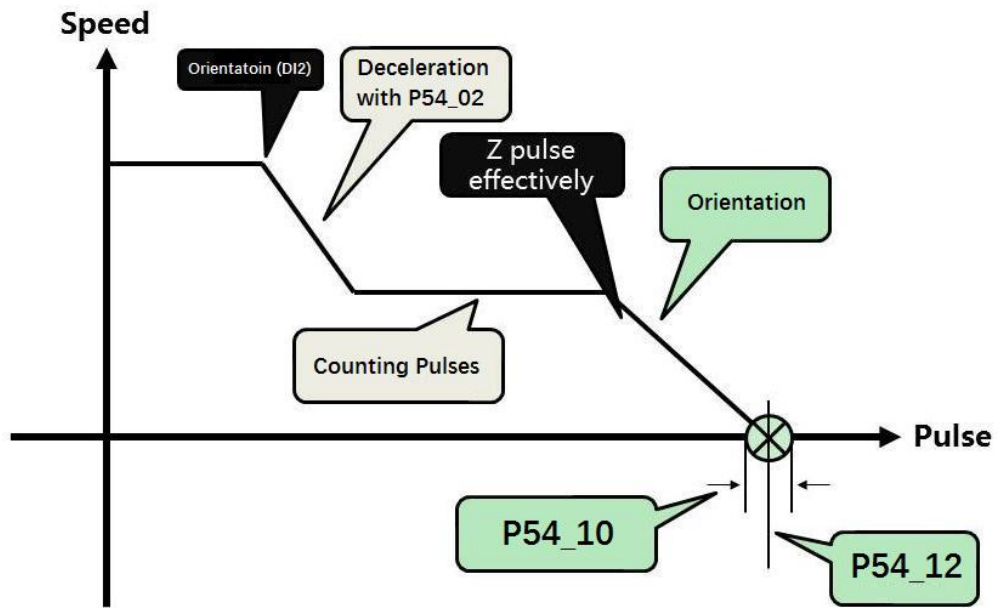 Speed
Orientatoin (DI2)
Deceleration
with P54_02
Z pulse
effectively
Orientation
Counting Pulses
Pulse
P54_10
P54_12